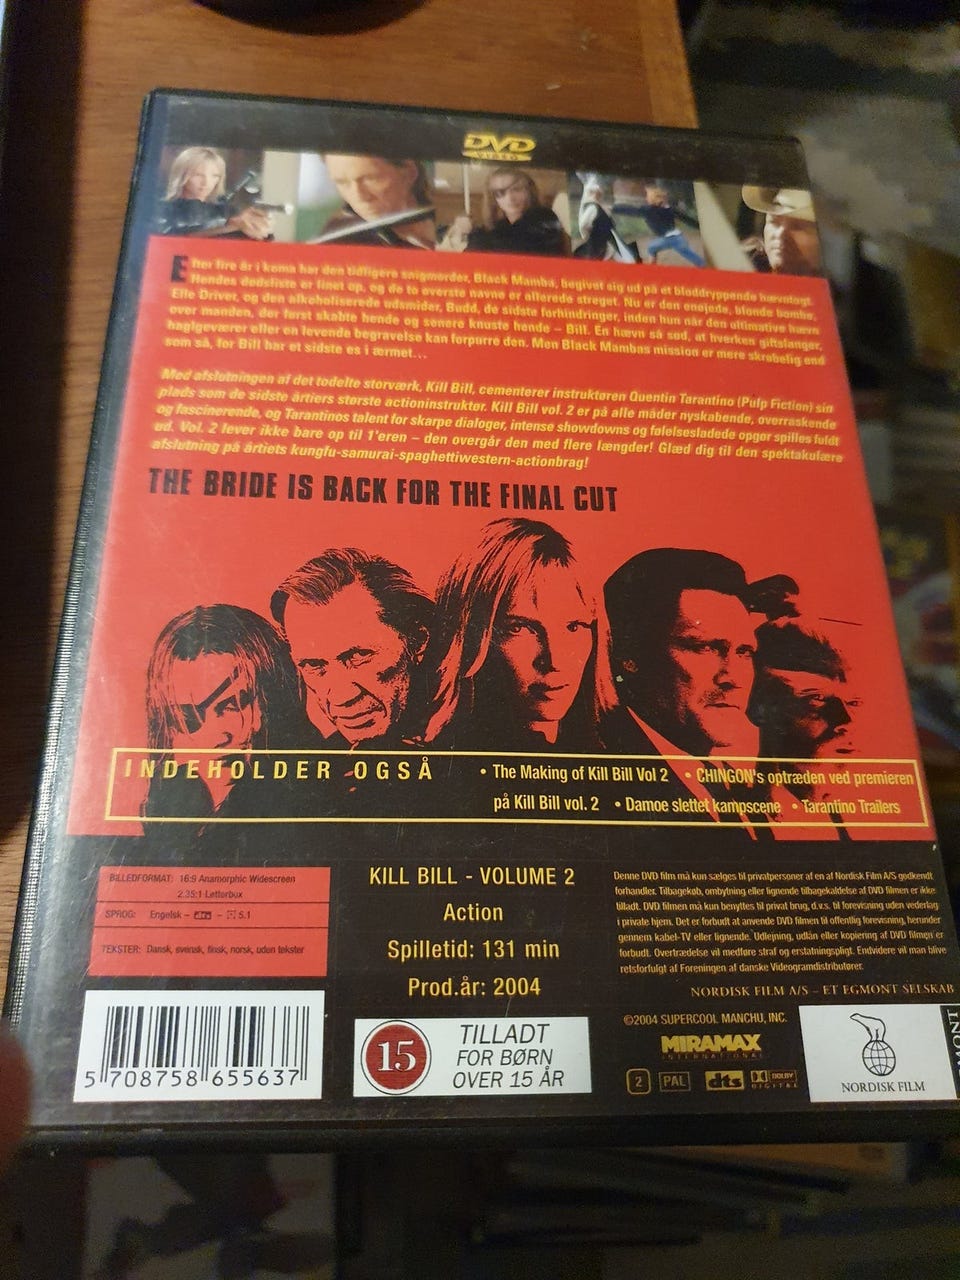 DVD
VIDEO
Efter fire år i koma har den tidligere snigmorder, Black Mamba, begivet sig ud på et bloddryppende hævntogt.
Hendes dødsliste er linet op, og de to øverste navne er allerede streget. Nu er den enøjede, blonde bombe,
Elle Driver, og den alkoholiserede udsmider, Budd, de sidste forhindringer, inden hun når den ultimative hævn
over manden, der først skabte hende og senere knuste hende – Bill. En hævn så sød, at hverken giftslanger,
haglgeværer eller en levende begravelse kan forpurre den. Men Black Mambas mission er mere skrøbelig end
som så, for Bill har et sidste es i ærmet...
Med afslutningen af det todelte storværk, Kill Bill, cementerer instruktøren Quentin Tarantino (Pulp Fiction) sin
plads som de sidste årtiers største actioninstruktør. Kill Bill vol. 2 er på alle måder nyskabende, overraskende
og fascinerende, og Tarantinos talent for skarpe dialoger, intense showdowns og følelsesladede opgør spilles fuldt
ud. Vol. 2 lever ikke bare op til 1'eren – den overgår den med flere længder! Glæd dig til den spektakulære
afslutning på årtiets kungfu-samurai-spaghettiwestern-actionbrag!
THE BRIDE IS BACK FOR THE FINAL CUT
INDEHOLDER OGSÅ • The Making of Kill Bill Vol 2 • CHINGON's optræden ved premieren
på Kill Bill vol. 2 • Damoe slettet kampscene • Tarantino Trailers
BILLEDFORMAT: 16:9 Anamorphic Widescreen
2.35:1 Letterbox
SPROG: Engelsk - dts - 5.1
TEKSTER: Dansk, svensk, finsk, norsk, uden tekster
KILL BILL - VOLUME 2
Action
Spilletid: 131 min
Prod.år: 2004
Denne DVD film må kun sælges til privatpersoner af en af Nordisk Film A/S godkendt
forhandler. Tilbagekøb, ombytning eller lignende tilbagekaldelse af DVD filmen er ikke
tilladt. DVD filmen må kun benyttes til privat brug, d.v.s. til forevisning uden vederlag
i private hjem. Det er forbudt at anvende DVD filmen til offentlig forevisning, herunder
gennem kabel-TV eller lignende. Udlejning, udlån eller kopiering af DVD filmen er
forbudt. Overtrædelse vil medføre straf og erstatningspligt. Endvidere vil man blive
retsforfulgt af Foreningen af danske Videogramdistributører.
NORDISK FILM A/S – ET EGMONT SELSKAB
5 708758 655637
15
TILLADT
FOR BØRN
OVER 15 ÅR
©2004 SUPERCOOL MANCHU, INC.
MIRAMAX
INTERNATIONAL
2 PAL dts DOLBY
DIGITAL
NORDISK FILM
MONT